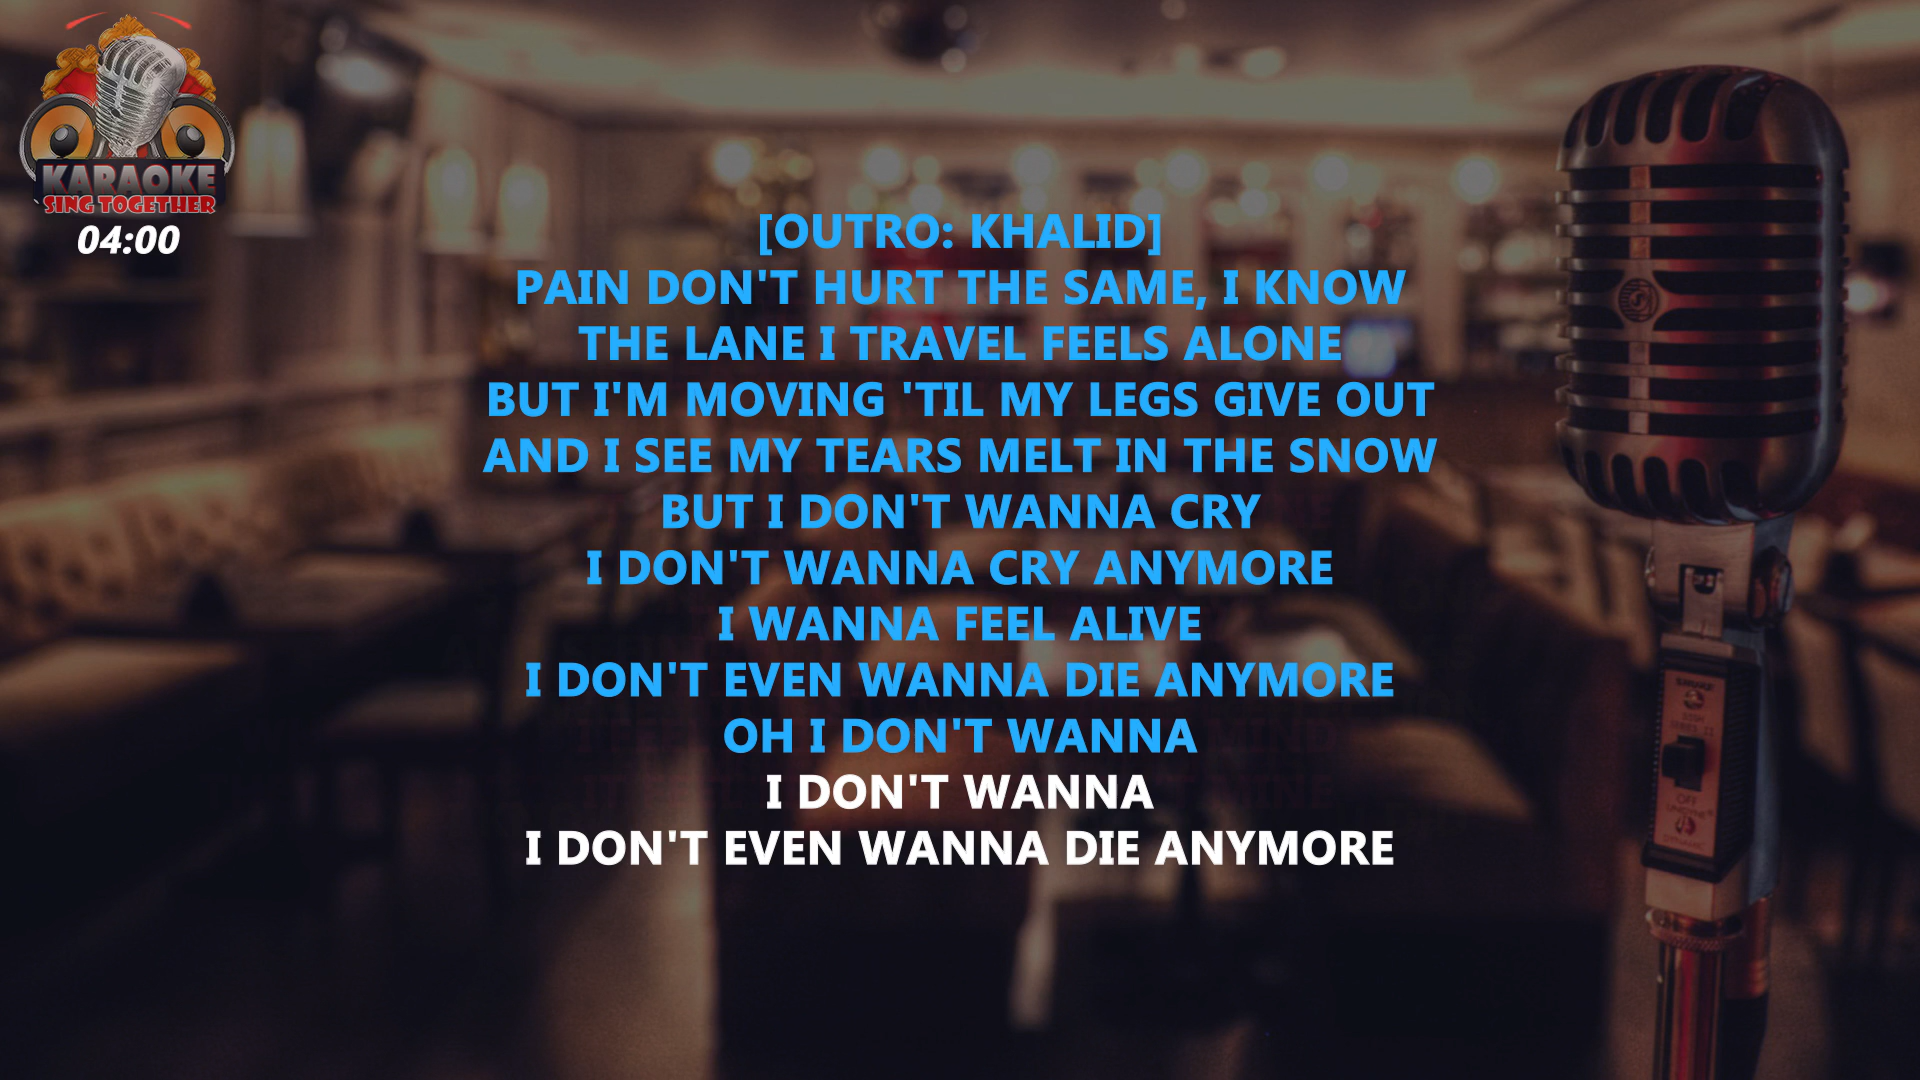 KARAOKE
SING TOGETHER
04:00
[OUTRO: KHALID]
PAIN DON'T HURT THE SAME, I KNOW
THE LANE I TRAVEL FEELS ALONE
BUT I'M MOVING 'TIL MY LEGS GIVE OUT
AND I SEE MY TEARS MELT IN THE SNOW
BUT I DON'T WANNA CRY
I DON'T WANNA CRY ANYMORE
I WANNA FEEL ALIVE
I DON'T EVEN WANNA DIE ANYMORE
OH I DON'T WANNA
I DON'T WANNA
I DON'T EVEN WANNA DIE ANYMORE
OFF